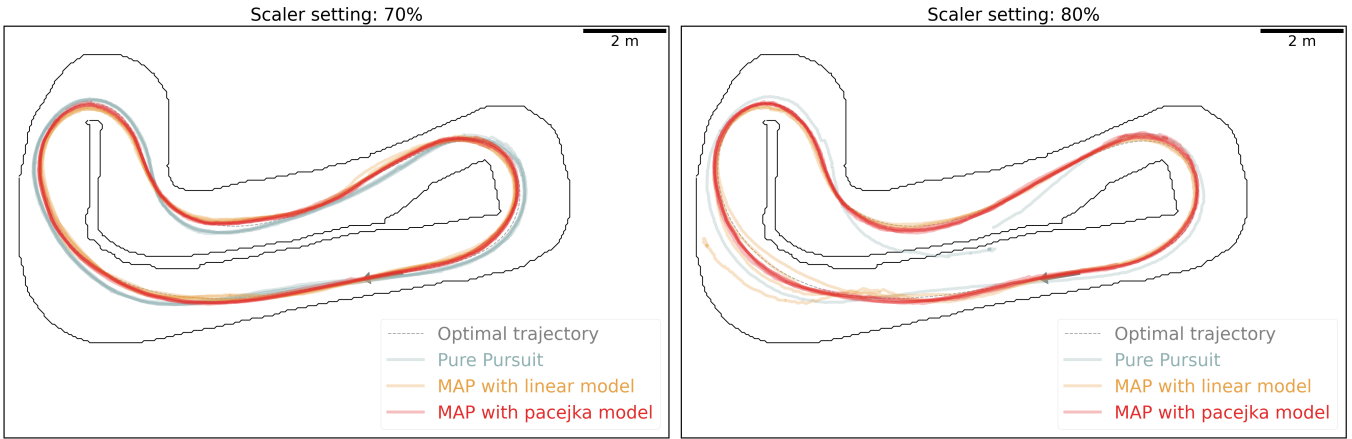 Scaler setting: 70%
2 m
Optimal trajectory
Pure Pursuit
MAP with linear model
MAP with pacejka model
Scaler setting: 80%
2 m
Optimal trajectory
Pure Pursuit
MAP with linear model
MAP with pacejka model